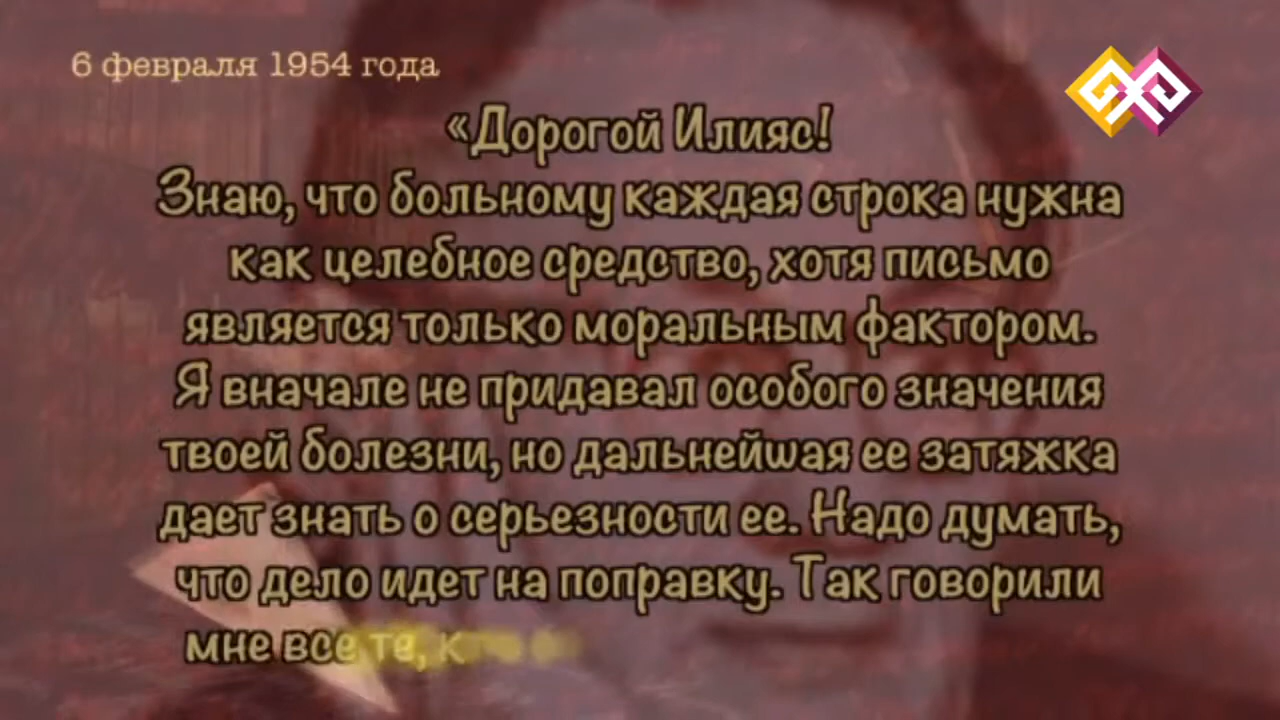 6 февраля 1954 года
«Дорогой Илияс!
Знаю, что больному каждая строка нужна
как целебное средство, хотя письмо
является только моральным фактором.
Я вначале не придавал особого значения
твоей болезни, но дальнейшая ее затяжка
дает знать о серьезности ее. Надо думать,
что дело идет на поправку. Так говорили
мне все те,